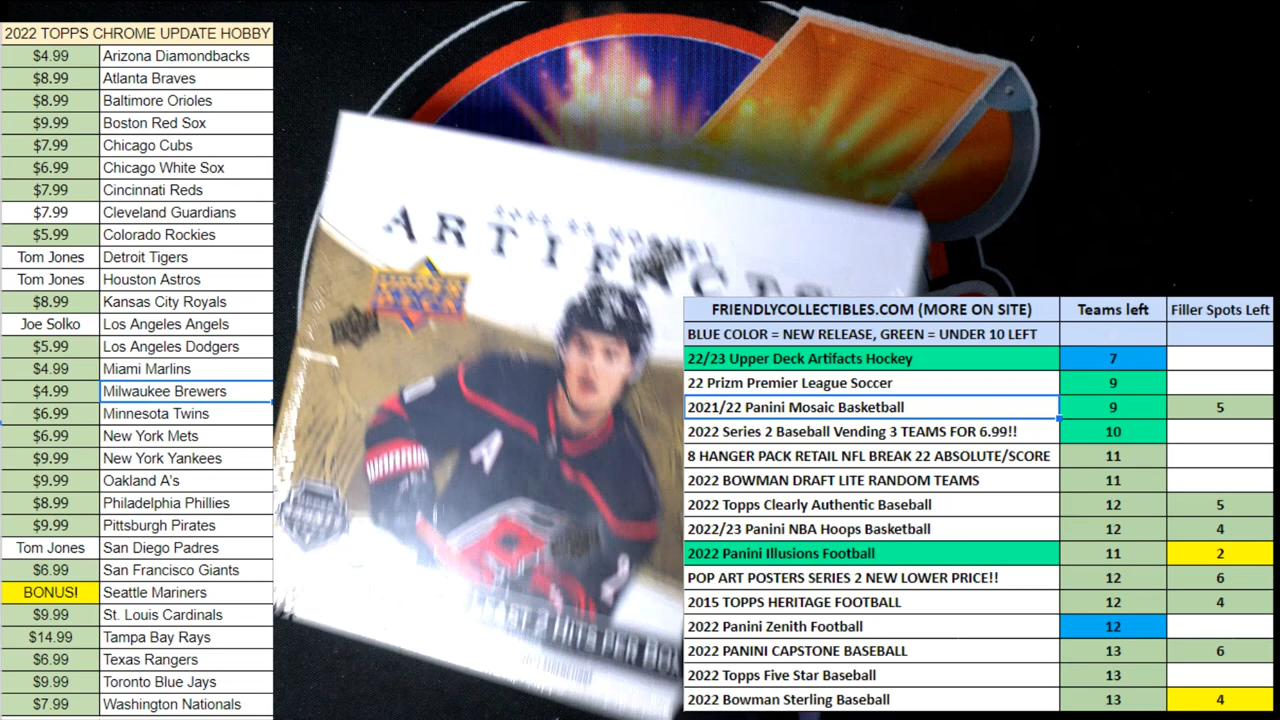 2022 TOPPS CHROME UPDATE HOBBY
$4.99 Arizona Diamondbacks
$8.99 Atlanta Braves
$8.99 Baltimore Orioles
$9.99 Boston Red Sox
$7.99 Chicago Cubs
$6.99 Chicago White Sox
$7.99 Cincinnati Reds
$7.99 Cleveland Guardians
$5.99 Colorado Rockies
Tom Jones Detroit Tigers
Tom Jones Houston Astros
$8.99 Kansas City Royals
Joe Solko Los Angeles Angels
$5.99 Los Angeles Dodgers
$4.99 Miami Marlins
$4.99 Milwaukee Brewers
$6.99 Minnesota Twins
$6.99 New York Mets
$9.99 New York Yankees
$9.99 Oakland A's
$8.99 Philadelphia Phillies
$9.99 Pittsburgh Pirates
Tom Jones San Diego Padres
$6.99 San Francisco Giants
BONUS! Seattle Mariners
$9.99 St. Louis Cardinals
$14.99 Tampa Bay Rays
$6.99 Texas Rangers
$9.99 Toronto Blue Jays
$7.99 Washington Nationals
UPPER DECK
A
FRIENDLYCOLLECTIBLES.COM (MORE ON SITE) Teams left Filler Spots Left
BLUE COLOR = NEW RELEASE, GREEN = UNDER 10 LEFT
22/23 Upper Deck Artifacts Hockey 7
22 Prizm Premier League Soccer 9
2021/22 Panini Mosaic Basketball 9 5
2022 Series 2 Baseball Vending 3 TEAMS FOR 6.99!! 10
8 HANGER PACK RETAIL NFL BREAK 22 ABSOLUTE/SCORE 11
2022 BOWMAN DRAFT LITE RANDOM TEAMS 11
2022 Topps Clearly Authentic Baseball 12 5
2022/23 Panini NBA Hoops Basketball 12 4
2022 Panini Illusions Football 11 2
POP ART POSTERS SERIES 2 NEW LOWER PRICE!! 12 6
2015 TOPPS HERITAGE FOOTBALL 12 4
2022 Panini Zenith Football 12
2022 PANINI CAPSTONE BASEBALL 13 6
2022 Topps Five Star Baseball 13
2022 Bowman Sterling Baseball 13 4